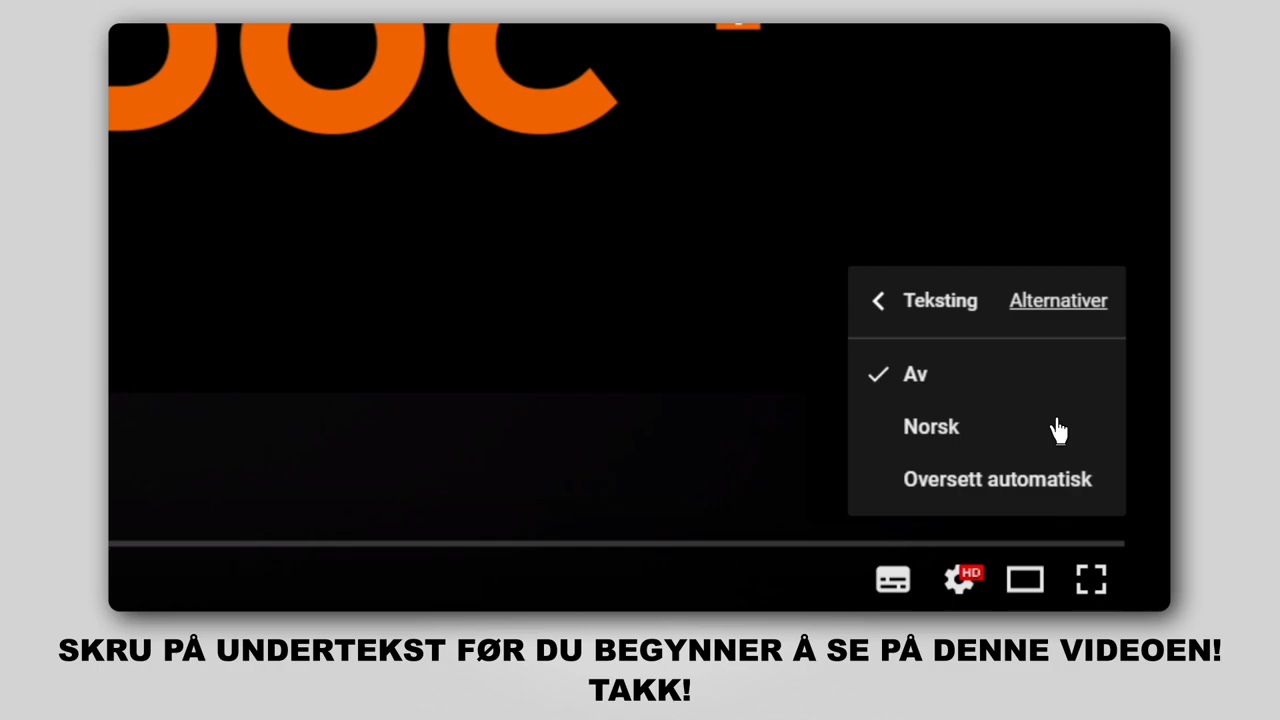 Teksting Alternativer
Av
Norsk
Oversett automatisk
HD
SKRU PÅ UNDERTEKST FØR DU BEGYNNER Å SE PÅ DENNE VIDEOEN!
TAKK!